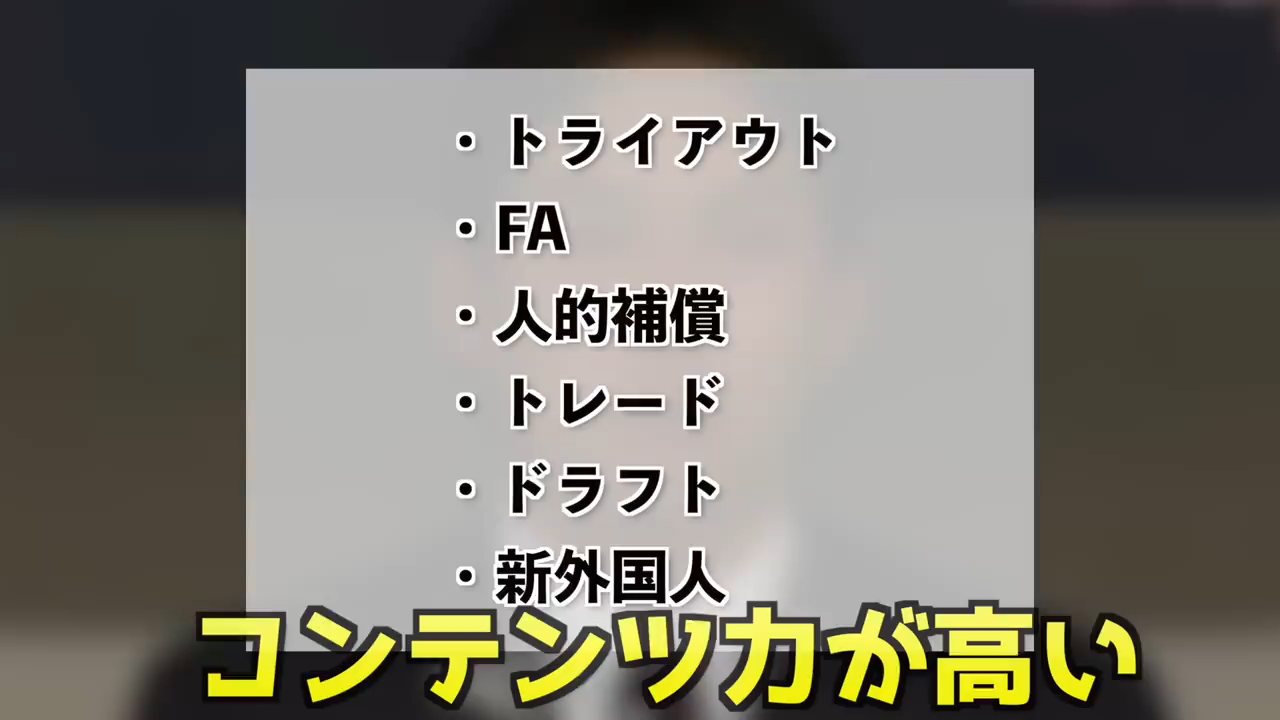 ・トライアウト
・FA
・人的補償
・トレード
・ドラフト
・新外国人
コンテンツ力が高い